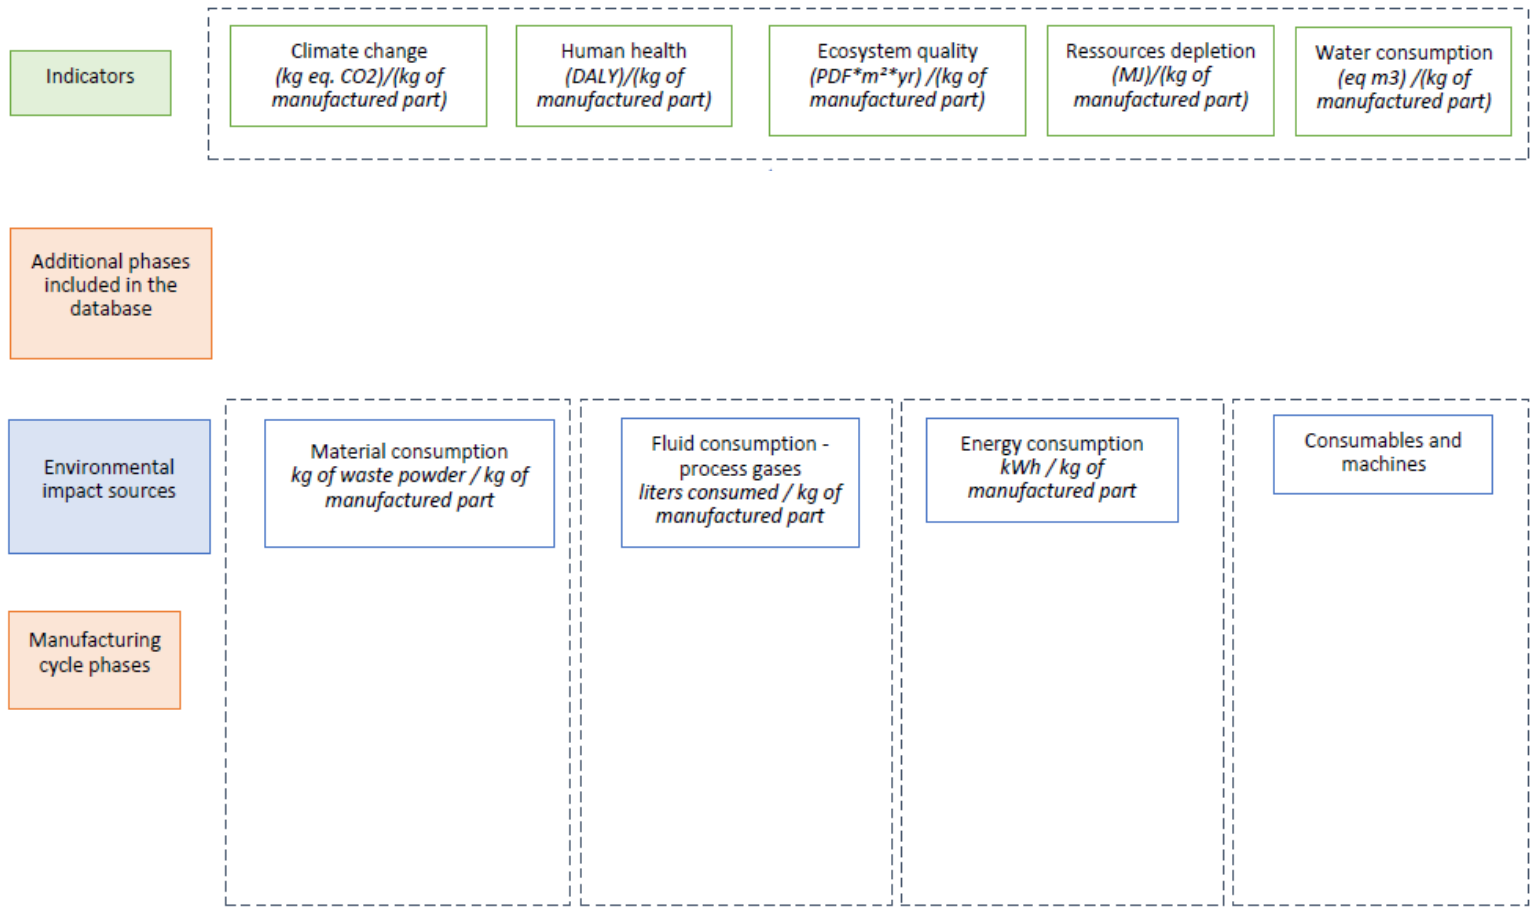 Indicators
Climate change
(kg eq. CO2)/(kg of
manufactured part)
Human health
(DALY)/(kg of
manufactured part)
Ecosystem quality
(PDF*m²*yr) /(kg of
manufactured part)
Ressources depletion
(MJ)/(kg of
manufactured part)
Water consumption
(eq m3) /(kg of
manufactured part)
Additional phases
included in the
database
Environmental
impact sources
Material consumption
kg of waste powder / kg of
manufactured part
Fluid consumption -
process gases
liters consumed / kg of
manufactured part
Energy consumption
kWh / kg of
manufactured part
Consumables and
machines
Manufacturing
cycle phases